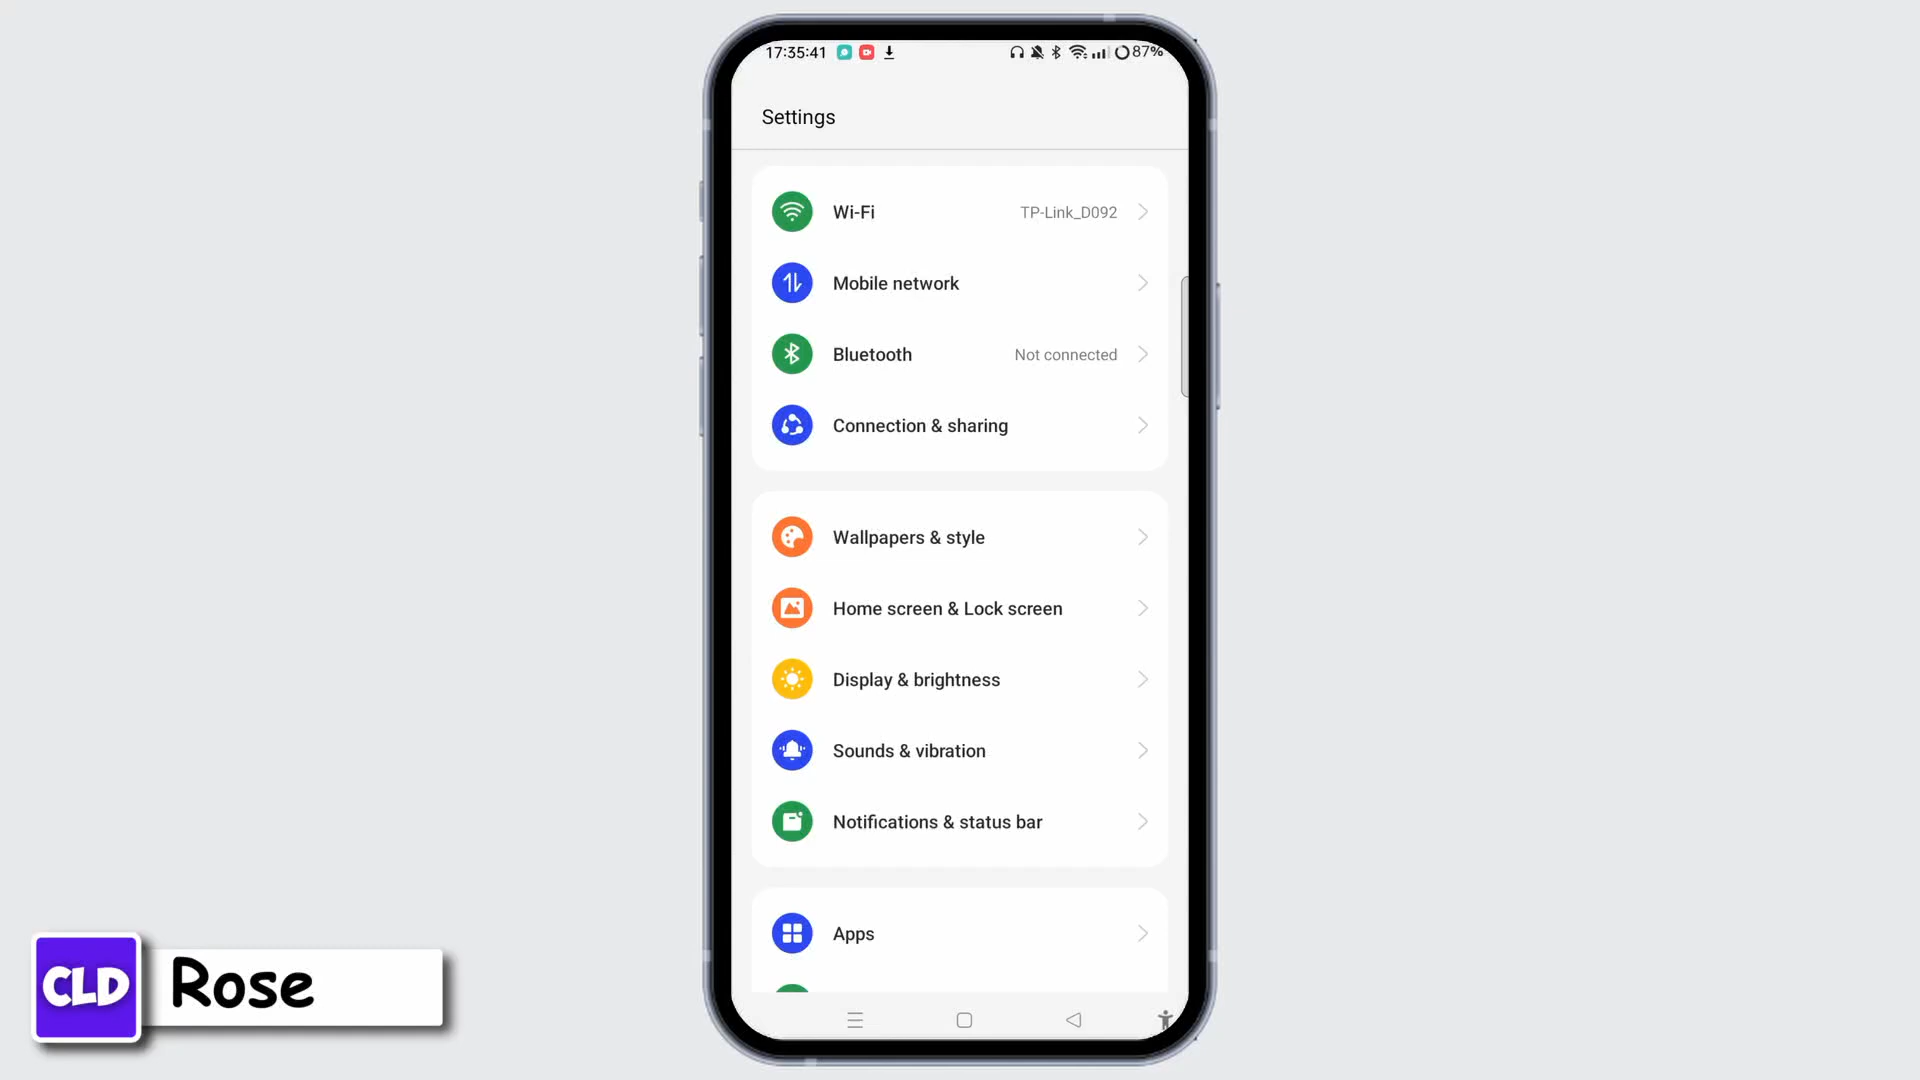 17:35:41 87%
Settings
Wi-Fi TP-Link_D092
Mobile network
Bluetooth Not connected
Connection & sharing
Wallpapers & style
Home screen & Lock screen
Display & brightness
Sounds & vibration
Notifications & status bar
Apps
CLD Rose